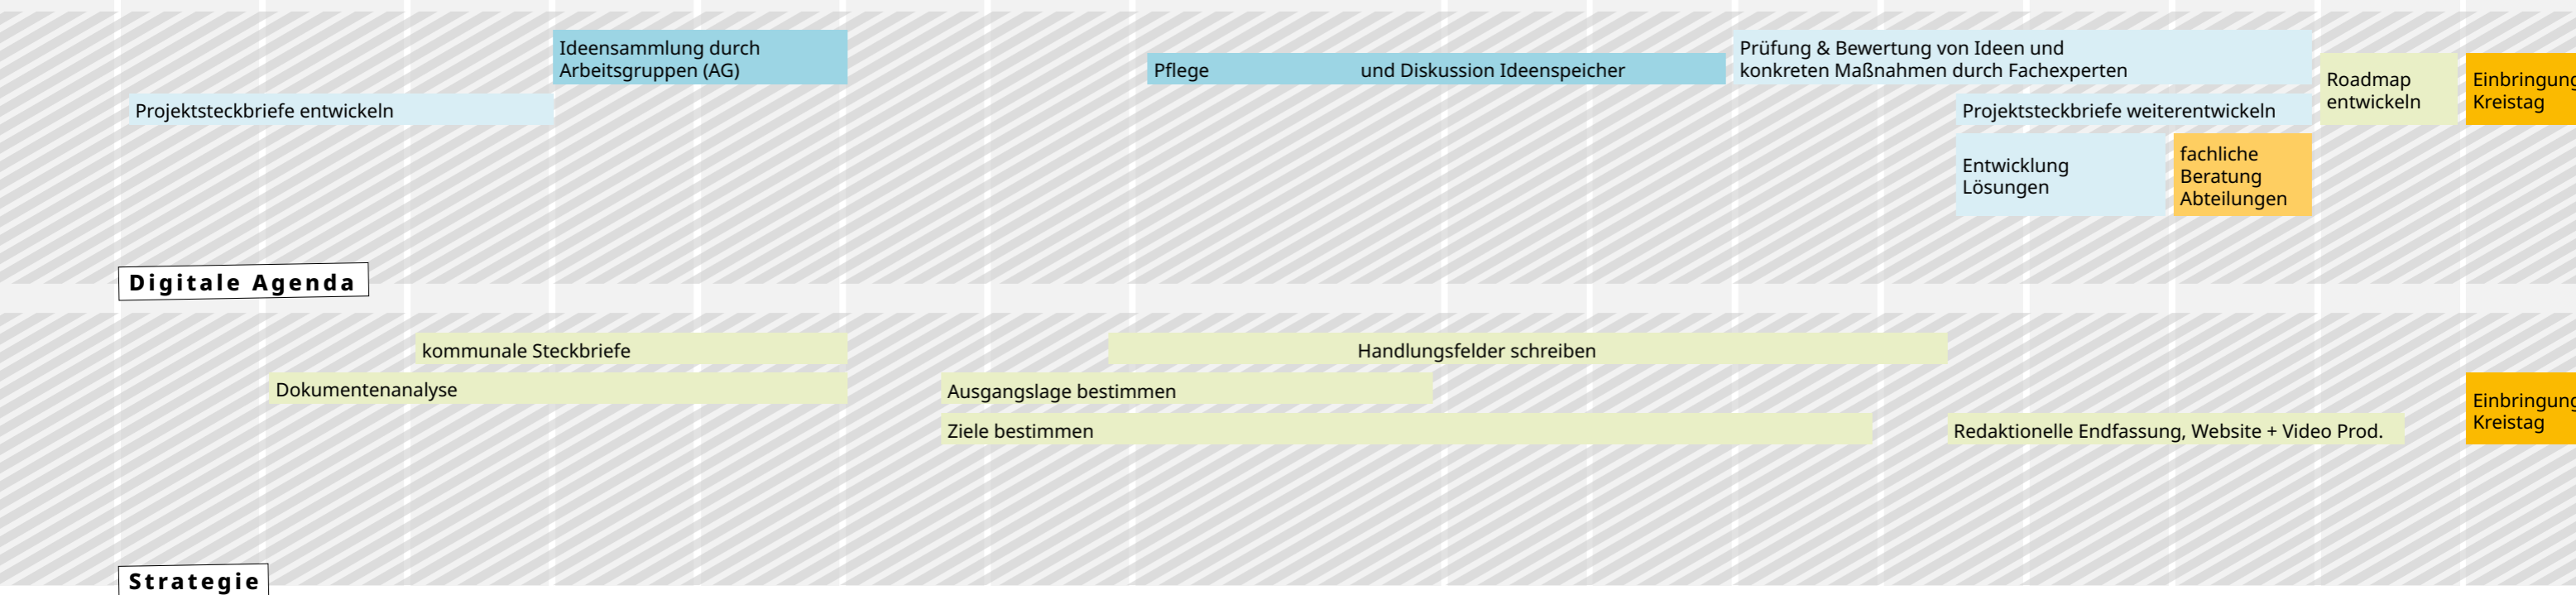 Ideensammlung durch
Arbeitsgruppen (AG)
Pflege und Diskussion Ideenspeicher
Prüfung & Bewertung von Ideen und
konkreten Maßnahmen durch Fachexperten
Roadmap
entwickeln
Einbringung
Kreistag
Projektsteckbriefe entwickeln
Projektsteckbriefe weiterentwickeln
Entwicklung
Lösungen
fachliche
Beratung
Abteilungen
Digitale Agenda
kommunale Steckbriefe
Handlungsfelder schreiben
Dokumentenanalyse
Ausgangslage bestimmen
Einbringung
Kreistag
Ziele bestimmen
Redaktionelle Endfassung, Website + Video Prod.
Strategie